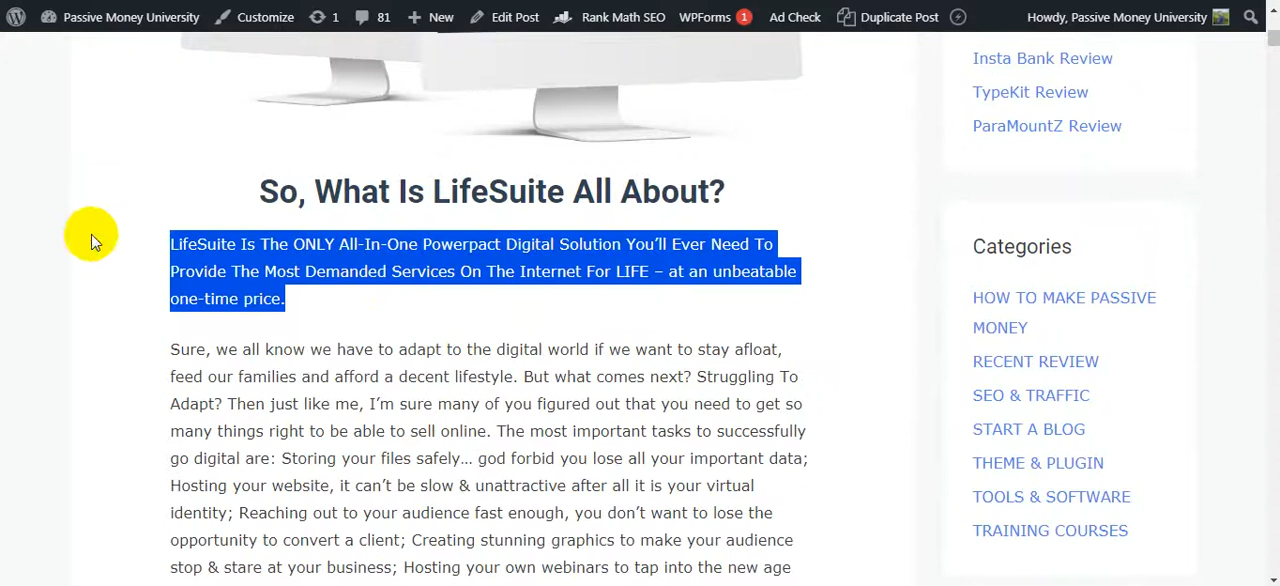 Passive Money University Customize 1 81 New Edit Post Rank Math SEO WPForms 1 Ad Check Duplicate Post Howdy, Passive Money University
So, What Is LifeSuite All About?
LifeSuite Is The ONLY All-In-One Powerpact Digital Solution You’ll Ever Need To
Provide The Most Demanded Services On The Internet For LIFE – at an unbeatable
one-time price.
Sure, we all know we have to adapt to the digital world if we want to stay afloat,
feed our families and afford a decent lifestyle. But what comes next? Struggling To
Adapt? Then just like me, I’m sure many of you figured out that you need to get so
many things right to be able to sell online. The most important tasks to successfully
go digital are: Storing your files safely… god forbid you lose all your important data;
Hosting your website, it can’t be slow & unattractive after all it is your virtual
identity; Reaching out to your audience fast enough, you don’t want to lose the
opportunity to convert a client; Creating stunning graphics to make your audience
stop & stare at your business; Hosting your own webinars to tap into the new age
Insta Bank Review
TypeKit Review
ParaMountZ Review
Categories
HOW TO MAKE PASSIVE
MONEY
RECENT REVIEW
SEO & TRAFFIC
START A BLOG
THEME & PLUGIN
TOOLS & SOFTWARE
TRAINING COURSES